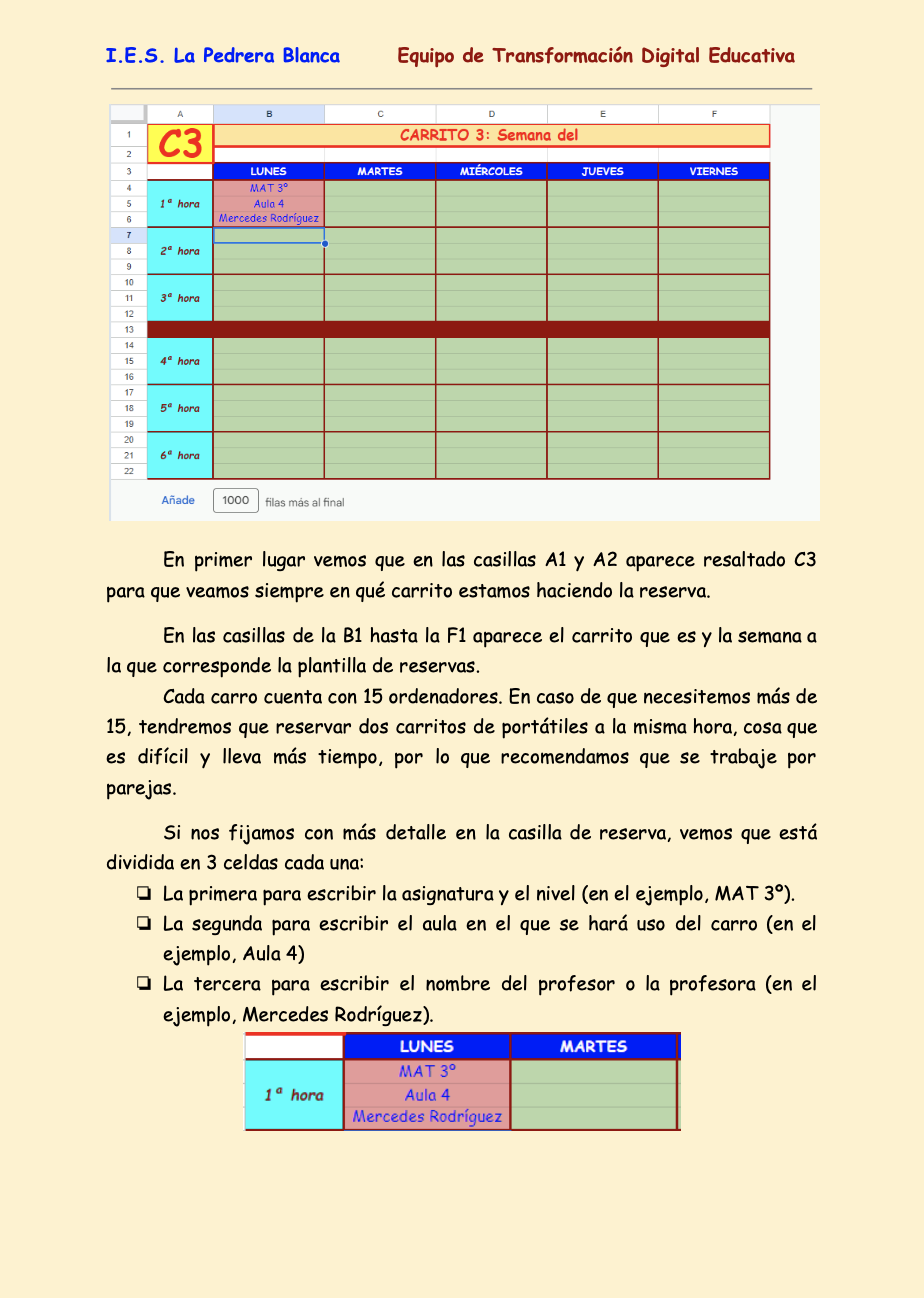 I.E.S. La Pedrera Blanca Equipo de Transformación Digital Educativa
A B C D E F
1 C3 CARRITO 3: Semana del
2
3 LUNES MARTES MIÉRCOLES JUEVES VIERNES
4 MAT 3º
5 1ª hora Aula 4
6 Mercedes Rodríguez
7
8 2ª hora
9
10
11 3ª hora
12
13
14
15 4ª hora
16
17
18 5ª hora
19
20
21 6ª hora
22
Añade 1000 filas más al final
En primer lugar vemos que en las casillas A1 y A2 aparece resaltado C3
para que veamos siempre en qué carrito estamos haciendo la reserva.
En las casillas de la B1 hasta la F1 aparece el carrito que es y la semana a
la que corresponde la plantilla de reservas.
Cada carro cuenta con 15 ordenadores. En caso de que necesitemos más de
15, tendremos que reservar dos carritos de portátiles a la misma hora, cosa que
es difícil y lleva más tiempo, por lo que recomendamos que se trabaje por
parejas.
Si nos fijamos con más detalle en la casilla de reserva, vemos que está
dividida en 3 celdas cada una:
❏ La primera para escribir la asignatura y el nivel (en el ejemplo, MAT 3º).
❏ La segunda para escribir el aula en el que se hará uso del carro (en el
ejemplo, Aula 4)
❏ La tercera para escribir el nombre del profesor o la profesora (en el
ejemplo, Mercedes Rodríguez).
LUNES MARTES
MAT 3º
1ª hora Aula 4
Mercedes Rodríguez